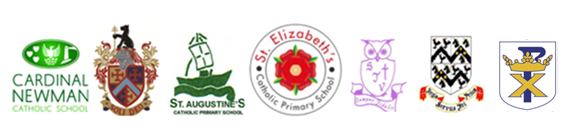 CARDINAL
NEWMAN
CATHOLIC SCHOOL
ST. AUGUSTINE'S
CATHOLIC PRIMARY SCHOOL
St. Elizabeth's
Catholic Primary School
S T V